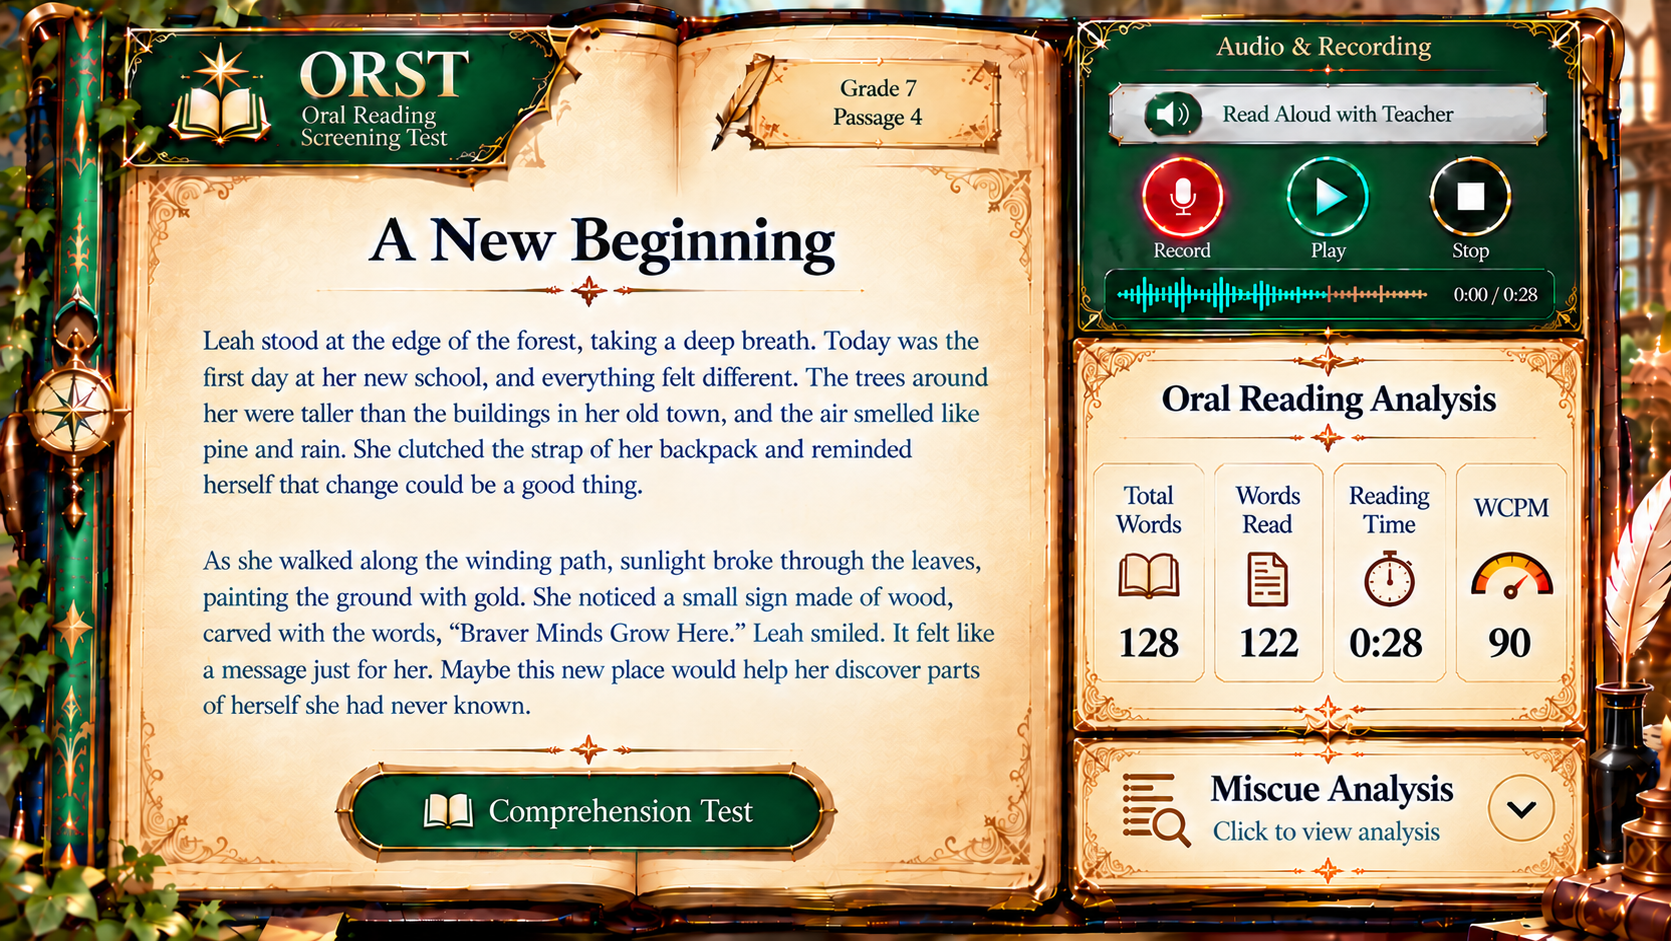 ORST
Oral Reading
Screening Test
Grade 7
Passage 4
A New Beginning
Leah stood at the edge of the forest, taking a deep breath. Today was the
first day at her new school, and everything felt different. The trees around
her were taller than the buildings in her old town, and the air smelled like
pine and rain. She clutched the strap of her backpack and reminded
herself that change could be a good thing.
As she walked along the winding path, sunlight broke through the leaves,
painting the ground with gold. She noticed a small sign made of wood,
carved with the words, “Braver Minds Grow Here.” Leah smiled. It felt like
a message just for her. Maybe this new place would help her discover parts
of herself she had never known.
Comprehension Test
Audio & Recording
Read Aloud with Teacher
Record
Play
Stop
0:00 / 0:28
Oral Reading Analysis
Total
Words
128
Words
Read
122
Reading
Time
0:28
WCPM
90
Miscue Analysis
Click to view analysis